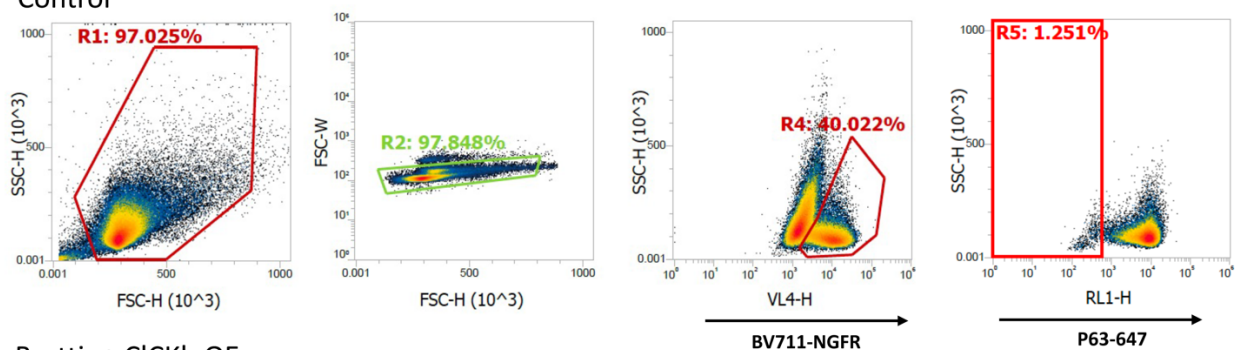 Control
R1: 97.025%
1000
500
0.001
SSC-H (10^3)
0.001 500 1000
FSC-H (10^3)
R2: 97.848%
10⁶
10⁵
10⁴
10³
10²
10¹
10⁰
FSC-W
0.001 500 1000
FSC-H (10^3)
R4: 40.022%
1000
500
0.001
SSC-H (10^3)
10⁰ 10¹ 10² 10³ 10⁴ 10⁵ 10⁶
VL4-H
BV711-NGFR
R5: 1.251%
1000
500
0.001
SSC-H (10^3)
10⁰ 10¹ 10² 10³ 10⁴ 10⁵ 10⁶
RL1-H
P63-647